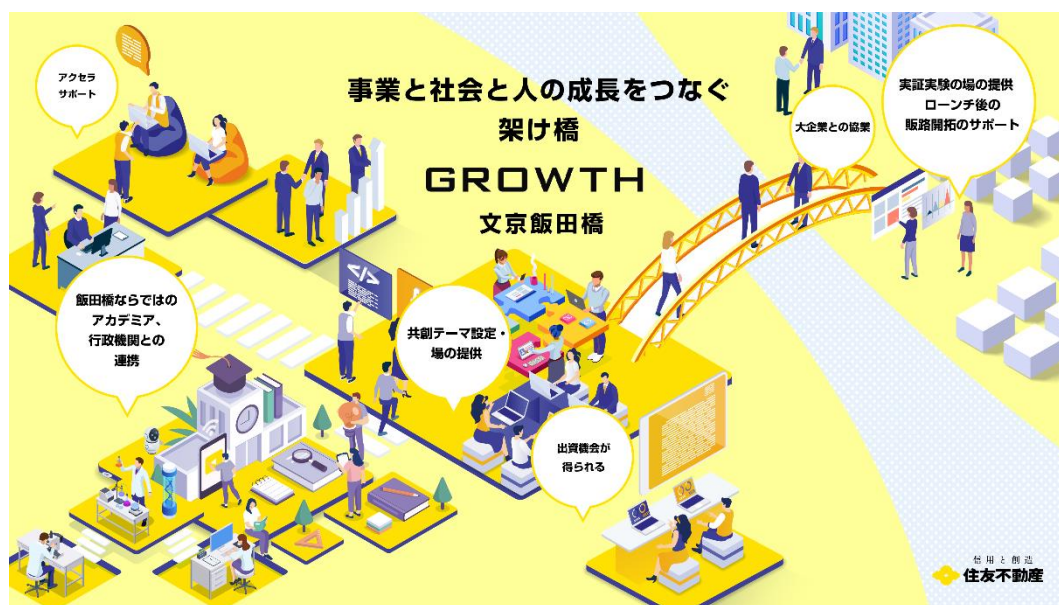 事業と社会と人の成長をつなぐ
架け橋
GROWTH
文京飯田橋
アクセラ
サポート
飯田橋ならではの
アカデミア、
行政機関との
連携
共創テーマ設定・
場の提供
出資機会が
得られる
大企業との協業
実証実験の場の提供
ローンチ後の
販路開拓のサポート
</>
信用と創造
住友不動産